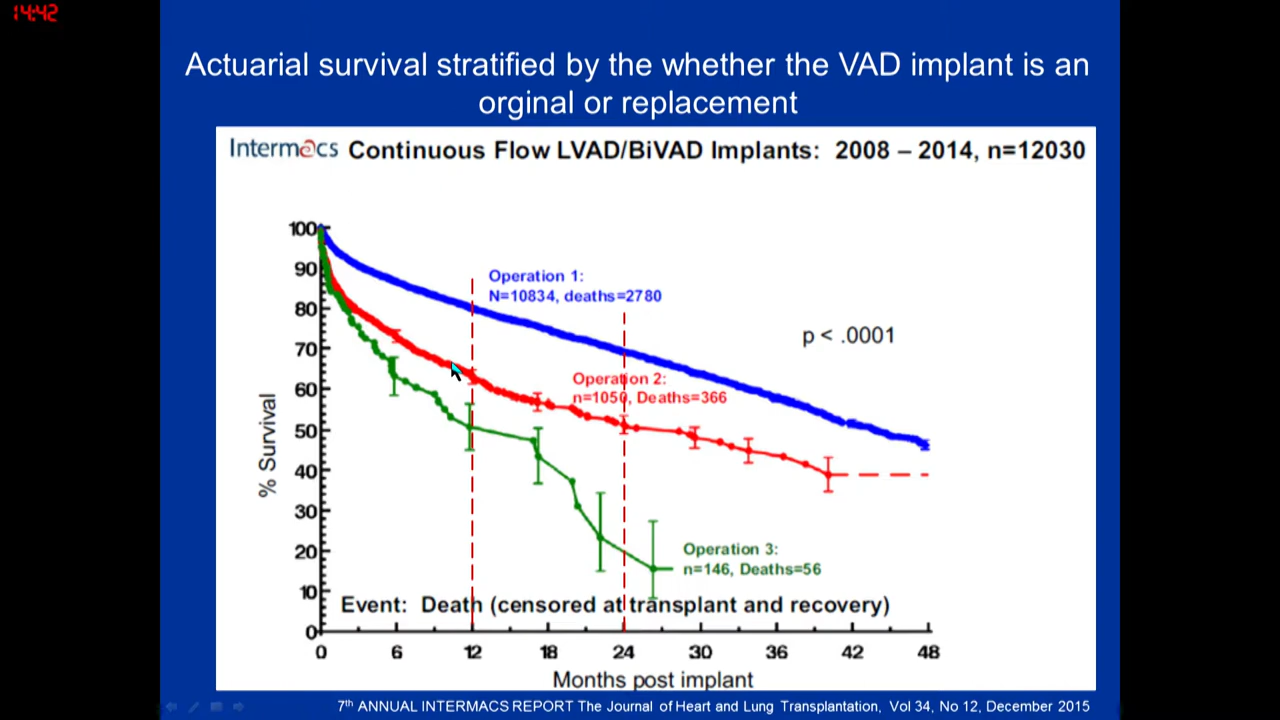 14:42
Actuarial survival stratified by the whether the VAD implant is an
orginal or replacement
Intermacs Continuous Flow LVAD/BiVAD Implants: 2008 – 2014, n=12030
100
90
80
70
60
50
40
30
20
10
0
% Survival
Operation 1:
N=10834, deaths=2780
p < .0001
Operation 2:
n=1050, Deaths=366
Operation 3:
n=146, Deaths=56
Event: Death (censored at transplant and recovery)
0 6 12 18 24 30 36 42 48
Months post implant
7th ANNUAL INTERMACS REPORT The Journal of Heart and Lung Transplantation, Vol 34, No 12, December 2015